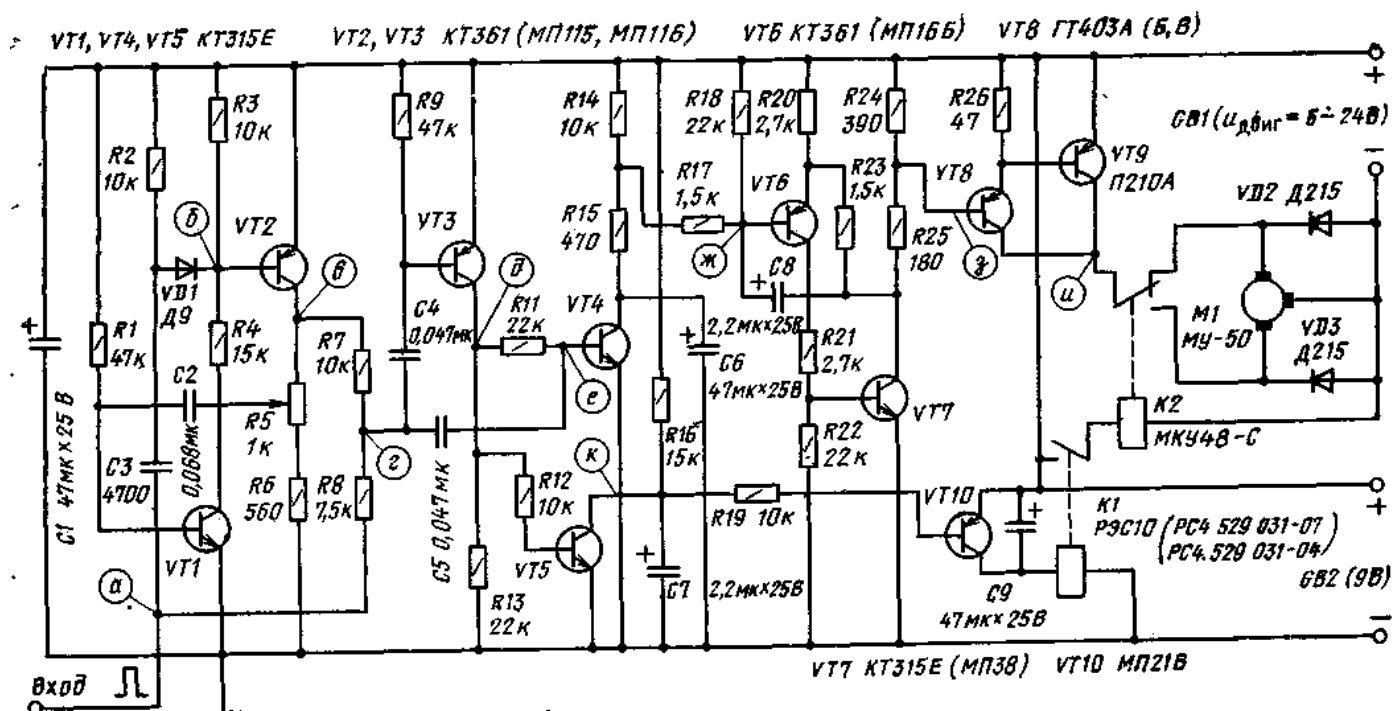 VT1, VT4, VT5 КТ315Е
VT2, VT3 КТ361 (МП115, МП116)
VT6 КТ361 (МП16Б)
VT8 ГТ403А (Б, В)
+
GB1 (Uдвиг = 6÷24В)
−
R3
10к
R9
47к
R14
10к
R18
22к
R20
2,7к
R24
390
R26
47
R2
10к
б
VT2
в
VT3
д
R17
1,5к
VT6
R23
1,5к
VT8
VT9
П210А
VD2 Д215
R15
470
ж
з
R25
180
и
VD1
Д9
C4
0,047мк
R11
22к
VT4
+
C8
2,2мк×25В
М1
МУ-50
VD3
Д215
+
R1
47к
R4
15к
R7
10к
е
+
C6
47мк×25В
R21
2,7к
C1 47мк×25В
C2
0,068мк
R5
1к
г
R16
15к
VT7
К2
МКУ48-С
C3
4700
R6
560
R8
7,5к
C5 0,047мк
R12
10к
к
R22
22к
R19 10к
VT10
+
К1
РЭС10 (РС4.529 031-07
(РС4.529 031-04)
+
VT1
а
R13
22к
VT5
+
C7
2,2мк×25В
C9
47мк×25В
GB2 (9В)
−
VT7 КТ315Е (МП38)
VT10 МП21В
Вход